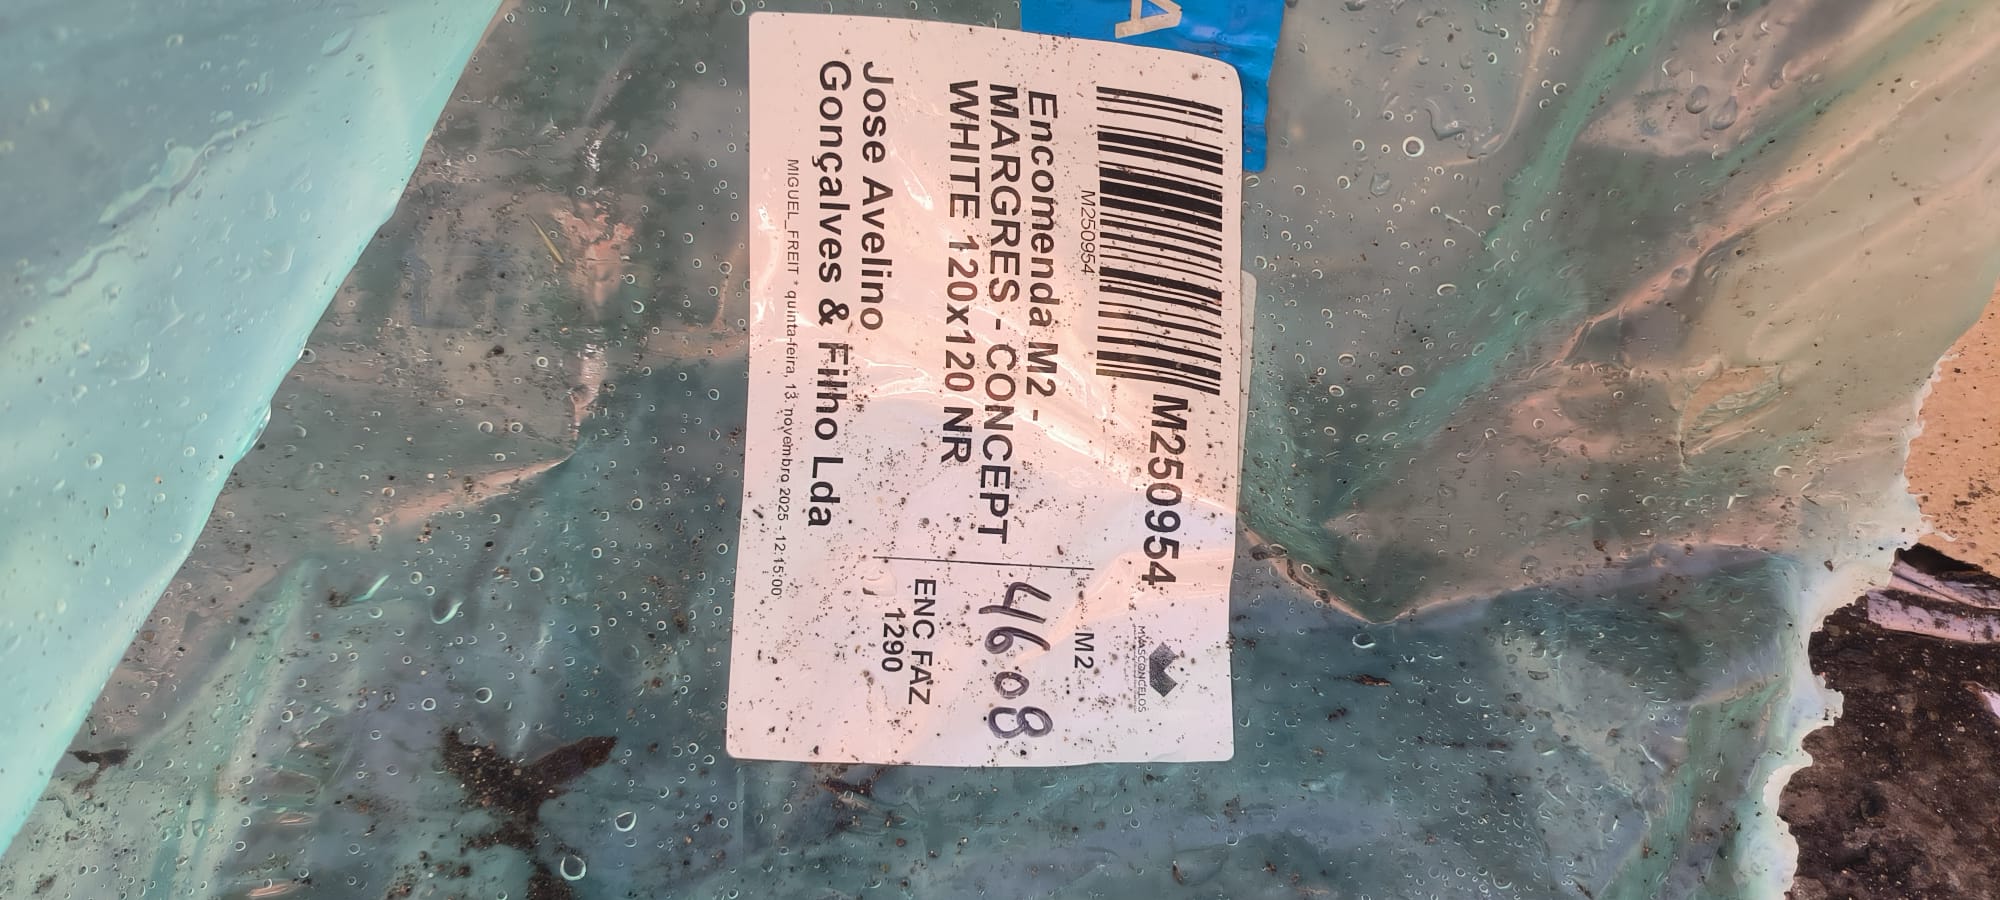 M250954
M250954
MVASCONCELOS
Encomenda M2 -
MARGRES - CONCEPT
WHITE 120x120 NR
M2
46.08
ENC FAZ
1290
Jose Avelino
Gonçalves & Filho Lda
MIGUEL_FREIT * quinta-feira, 13. novembro 2025 - 12:15:00
A